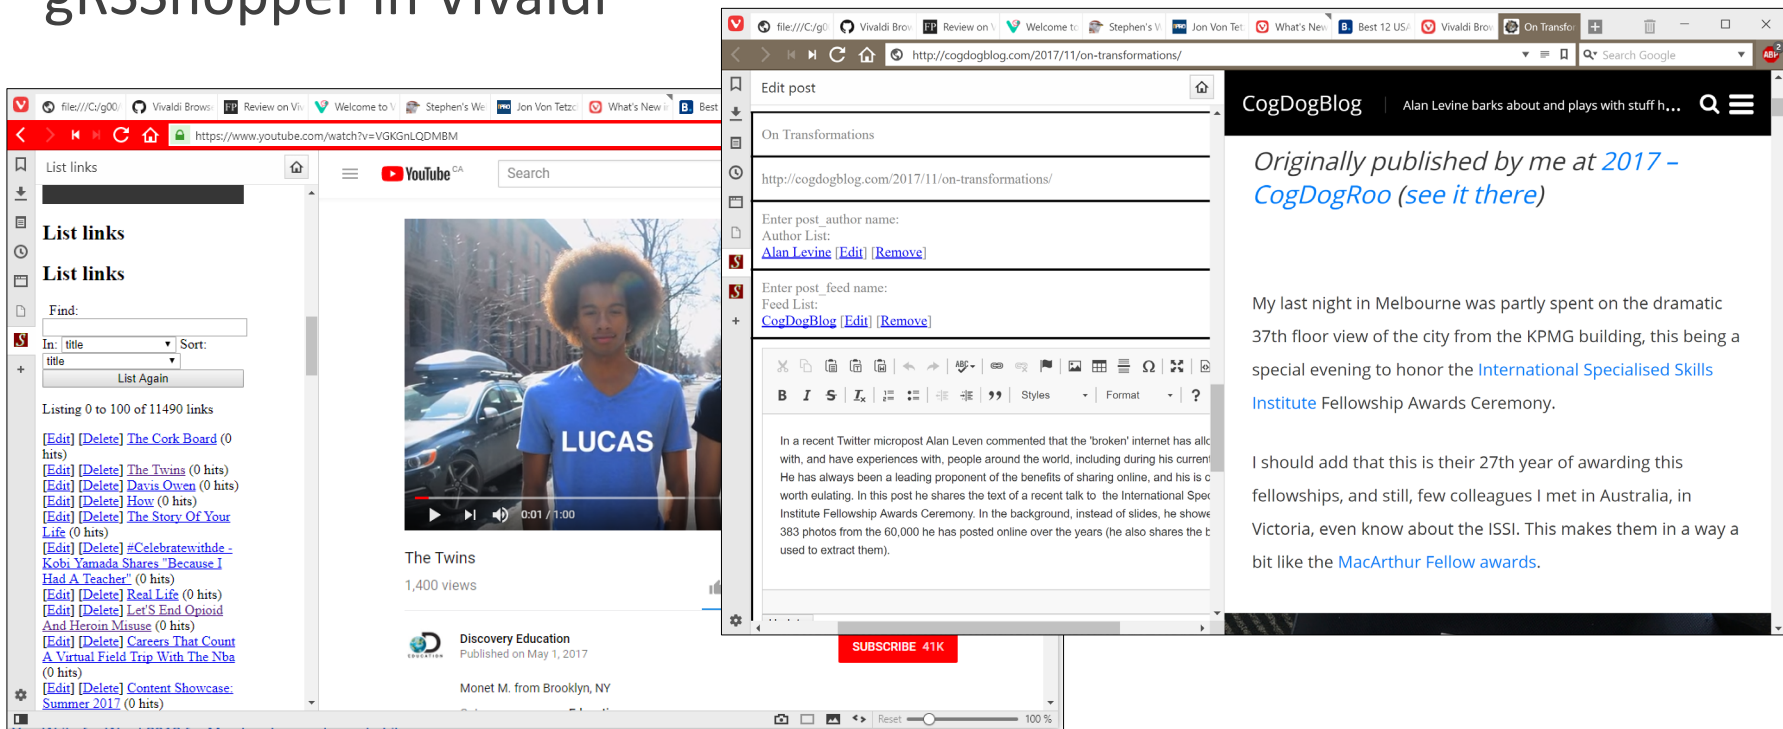 gRSShopper in Vivaldi
file:///C:/g00/ Vivaldi Brows Review on Viv Welcome to V Stephen's We Jon Von Tetzc What's New i Best
https://www.youtube.com/watch?v=VGKGnLQDMBM
List links
List links
List links
Find:
In: title Sort:
title
List Again
Listing 0 to 100 of 11490 links
[Edit] [Delete] The Cork Board (0
hits)
[Edit] [Delete] The Twins (0 hits)
[Edit] [Delete] Davis Owen (0 hits)
[Edit] [Delete] How (0 hits)
[Edit] [Delete] The Story Of Your
Life (0 hits)
[Edit] [Delete] #Celebratewithde -
Kobi Yamada Shares "Because I
Had A Teacher" (0 hits)
[Edit] [Delete] Real Life (0 hits)
[Edit] [Delete] Let'S End Opioid
And Heroin Misuse (0 hits)
[Edit] [Delete] Careers That Count
A Virtual Field Trip With The Nba
(0 hits)
[Edit] [Delete] Content Showcase:
Summer 2017 (0 hits)
YouTube CA
Search
LUCAS
0:01 / 1:00
The Twins
1,400 views
EDUCATION
Discovery Education
Published on May 1, 2017
SUBSCRIBE 41K
Monet M. from Brooklyn, NY
Reset 100 %
file:///C:/g0 Vivaldi Brow Review on V Welcome to Stephen's W Jon Von Tet What's New Best 12 USA Vivaldi Brow On Transfor
http://cogdogblog.com/2017/11/on-transformations/
Search Google
ABP 2
Edit post
On Transformations
http://cogdogblog.com/2017/11/on-transformations/
Enter post_author name:
Author List:
Alan Levine [Edit] [Remove]
Enter post_feed name:
Feed List:
CogDogBlog [Edit] [Remove]
Styles Format ?
In a recent Twitter micropost Alan Leven commented that the 'broken' internet has allo
with, and have experiences with, people around the world, including during his current
He has always been a leading proponent of the benefits of sharing online, and his is c
worth eulating. In this post he shares the text of a recent talk to the International Spec
Institute Fellowship Awards Ceremony. In the background, instead of slides, he showe
383 photos from the 60,000 he has posted online over the years (he also shares the b
used to extract them).
CogDogBlog
Alan Levine barks about and plays with stuff h...
Originally published by me at 2017 –
CogDogRoo (see it there)
My last night in Melbourne was partly spent on the dramatic
37th floor view of the city from the KPMG building, this being a
special evening to honor the International Specialised Skills
Institute Fellowship Awards Ceremony.
I should add that this is their 27th year of awarding this
fellowships, and still, few colleagues I met in Australia, in
Victoria, even know about the ISSI. This makes them in a way a
bit like the MacArthur Fellow awards.